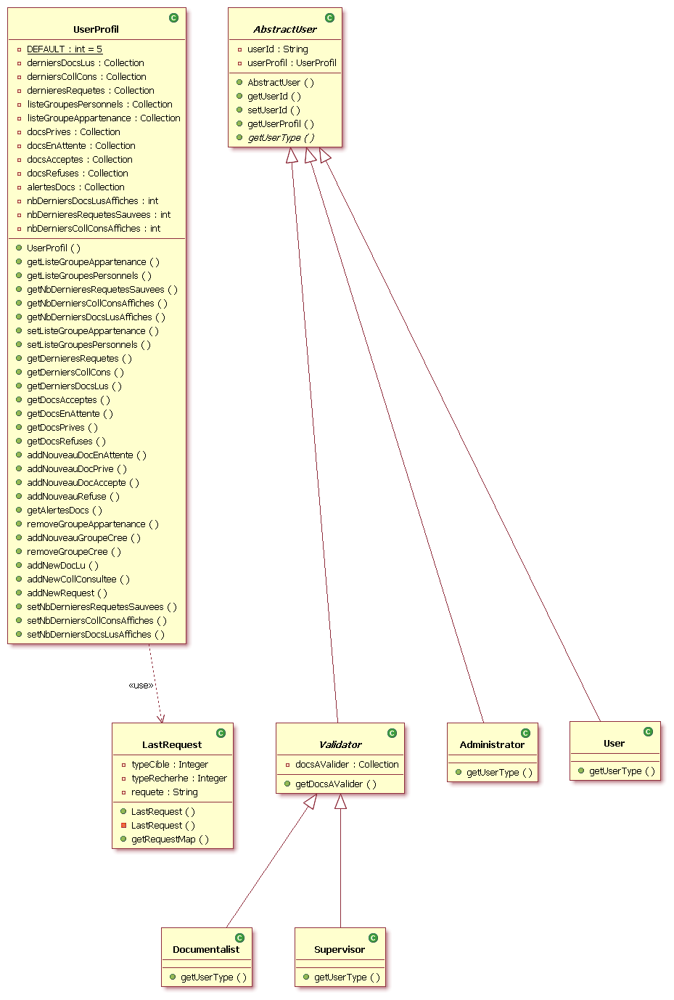 C
UserProfil
DEFAULT : int = 5
derniersDocsLus : Collection
derniersCollCons : Collection
dernieresRequetes : Collection
listeGroupesPersonnels : Collection
listeGroupeAppartenance : Collection
docsPrives : Collection
docsEnAttente : Collection
docsAcceptes : Collection
docsRefuses : Collection
alertesDocs : Collection
nbDerniersDocsLusAffiches : int
nbDernieresRequetesSauvees : int
nbDerniersCollConsAffiches : int
UserProfil ( )
getListeGroupeAppartenance ( )
getListeGroupesPersonnels ( )
getNbDernieresRequetesSauvees ( )
getNbDerniersCollConsAffiches ( )
getNbDerniersDocsLusAffiches ( )
setListeGroupeAppartenance ( )
setListeGroupesPersonnels ( )
getDernieresRequetes ( )
getDerniersCollCons ( )
getDerniersDocsLus ( )
getDocsAcceptes ( )
getDocsEnAttente ( )
getDocsPrives ( )
getDocsRefuses ( )
addNouveauDocEnAttente ( )
addNouveauDocPrive ( )
addNouveauDocAccepte ( )
addNouveauRefuse ( )
getAlertesDocs ( )
removeGroupeAppartenance ( )
addNouveauGroupeCree ( )
removeGroupeCree ( )
addNewDocLu ( )
addNewCollConsultee ( )
addNewRequest ( )
setNbDernieresRequetesSauvees ( )
setNbDerniersCollConsAffiches ( )
setNbDerniersDocsLusAffiches ( )
C
AbstractUser
userId : String
userProfil : UserProfil
AbstractUser ( )
getUserId ( )
setUserId ( )
getUserProfil ( )
getUserType ( )
«use»
C
LastRequest
typeCible : Integer
typeRecherhe : Integer
requete : String
LastRequest ( )
LastRequest ( )
getRequestMap ( )
C
Validator
docsAValider : Collection
getDocsAValider ( )
C
Administrator
getUserType ( )
C
User
getUserType ( )
C
Documentalist
getUserType ( )
C
Supervisor
getUserType ( )